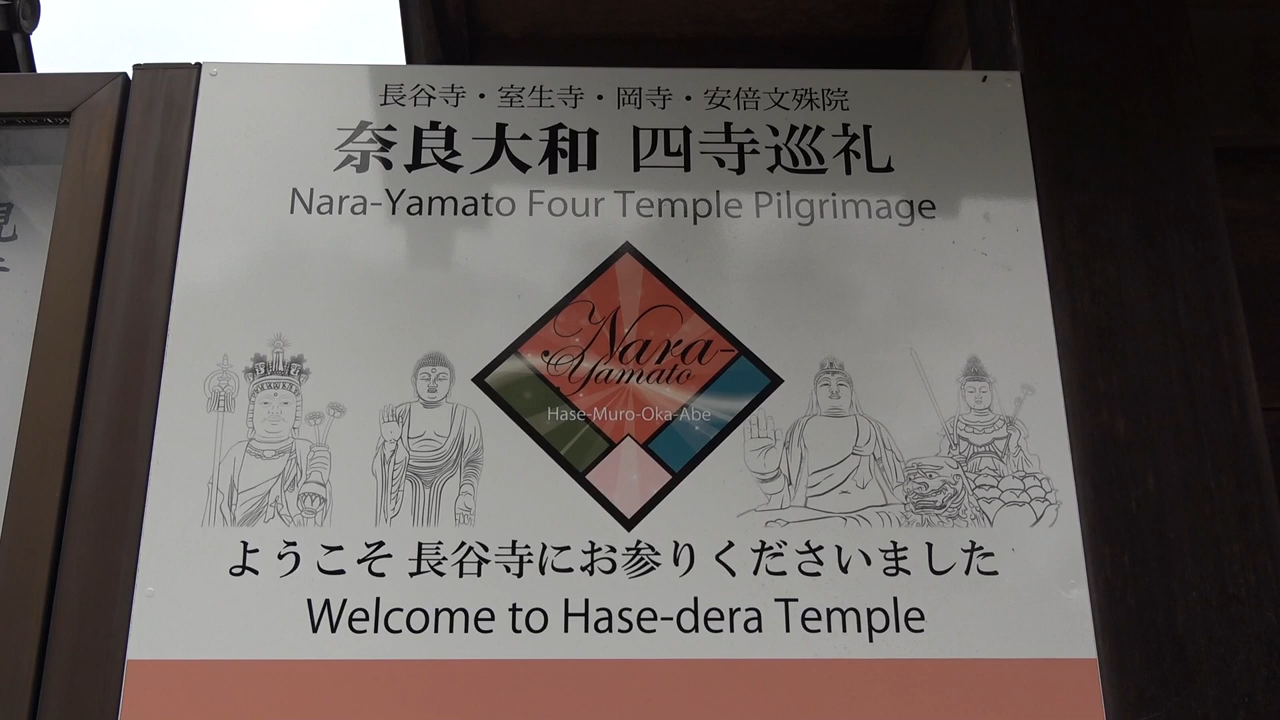 長谷寺・室生寺・岡寺・安倍文殊院
奈良大和 四寺巡礼
Nara-Yamato Four Temple Pilgrimage
Nara-
Yamato
Hase-Muro-Oka-Abe
ようこそ 長谷寺にお参りくださいました
Welcome to Hase-dera Temple